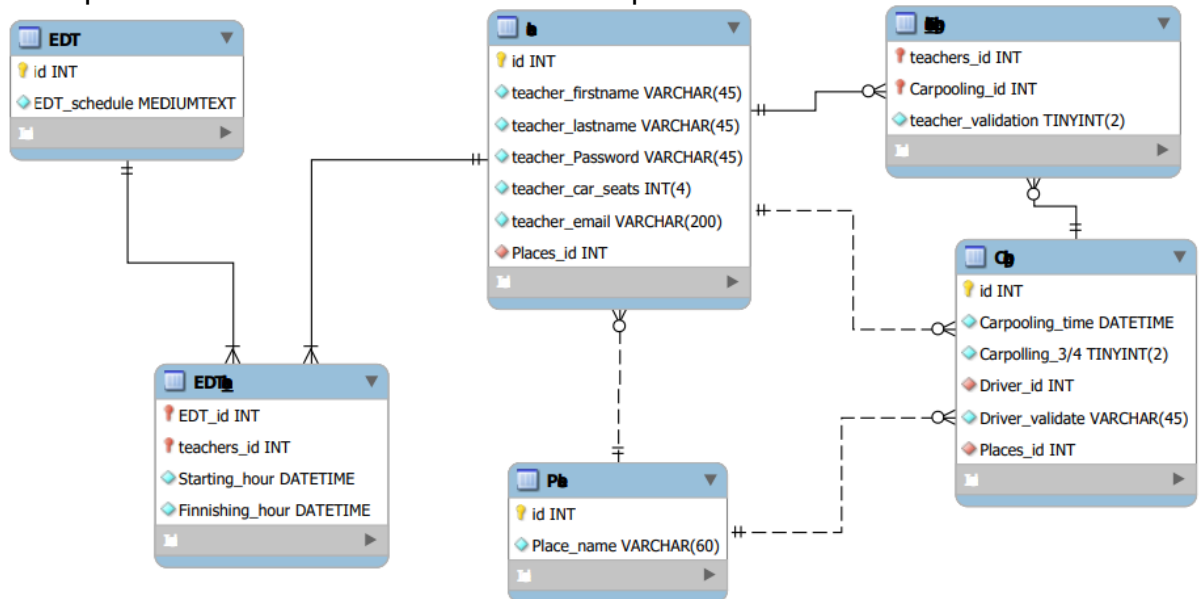 EDT
id INT
EDT_schedule MEDIUMTEXT
id INT
teacher_firstname VARCHAR(45)
teacher_lastname VARCHAR(45)
teacher_Password VARCHAR(45)
teacher_car_seats INT(4)
teacher_email VARCHAR(200)
Places_id INT
teachers_id INT
Carpooling_id INT
teacher_validation TINYINT(2)
id INT
Carpooling_time DATETIME
Carpolling_3/4 TINYINT(2)
Driver_id INT
Driver_validate VARCHAR(45)
Places_id INT
EDT_id INT
teachers_id INT
Starting_hour DATETIME
Finnishing_hour DATETIME
id INT
Place_name VARCHAR(60)